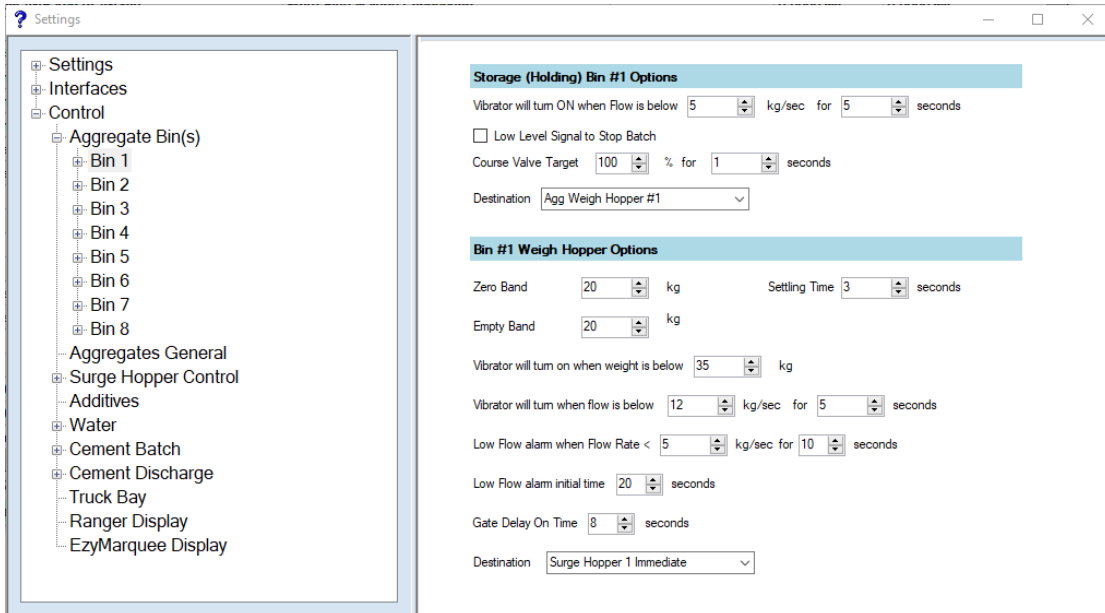 Settings
Settings
Interfaces
Control
Aggregate Bin(s)
Bin 1
Bin 2
Bin 3
Bin 4
Bin 5
Bin 6
Bin 7
Bin 8
Aggregates General
Surge Hopper Control
Additives
Water
Cement Batch
Cement Discharge
Truck Bay
Ranger Display
EzyMarquee Display
Storage (Holding) Bin #1 Options
Vibrator will turn ON when Flow is below 5 kg/sec for 5 seconds
Low Level Signal to Stop Batch
Course Valve Target 100 % for 1 seconds
Destination Agg Weigh Hopper #1
Bin #1 Weigh Hopper Options
Zero Band 20 kg Settling Time 3 seconds
Empty Band 20 kg
Vibrator will turn on when weight is below 35 kg
Vibrator will turn when flow is below 12 kg/sec for 5 seconds
Low Flow alarm when Flow Rate < 5 kg/sec for 10 seconds
Low Flow alarm initial time 20 seconds
Gate Delay On Time 8 seconds
Destination Surge Hopper 1 Immediate